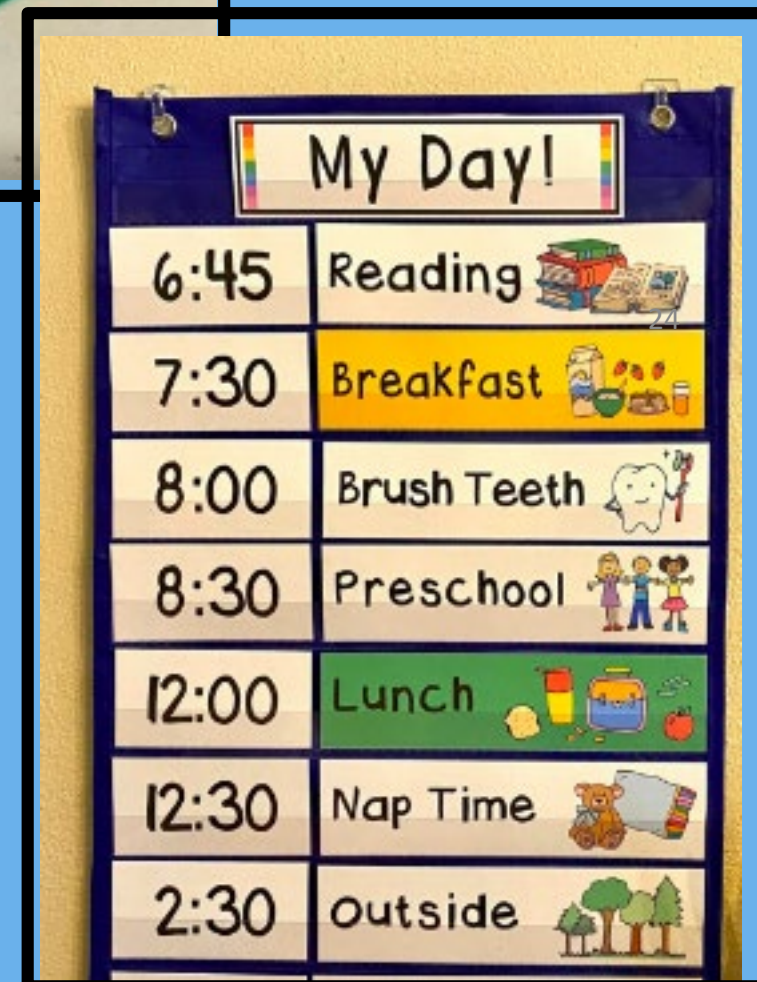 My Day!
6:45 Reading
24
7:30 Breakfast
8:00 Brush Teeth
8:30 Preschool
12:00 Lunch
12:30 Nap Time
2:30 Outside